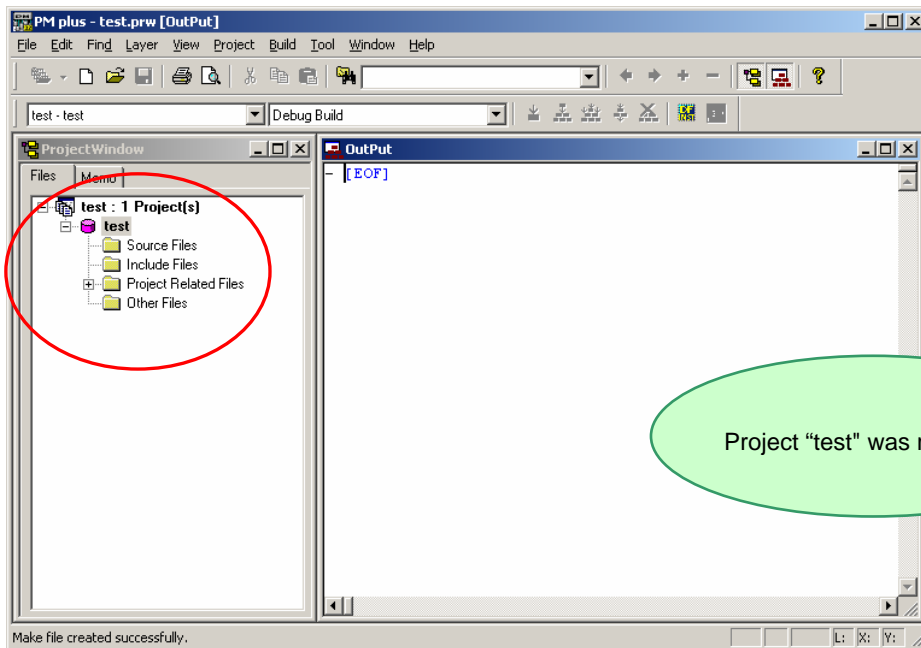 PM plus - test.prw [OutPut]
File Edit Find Layer View Project Build Tool Window Help
test - test
Debug Build
ProjectWindow
OutPut
Files
Memo
[EOF]
test : 1 Project(s)
test
Source Files
Include Files
Project Related Files
Other Files
Project “test" was
Make file created successfully.
L: X: Y: